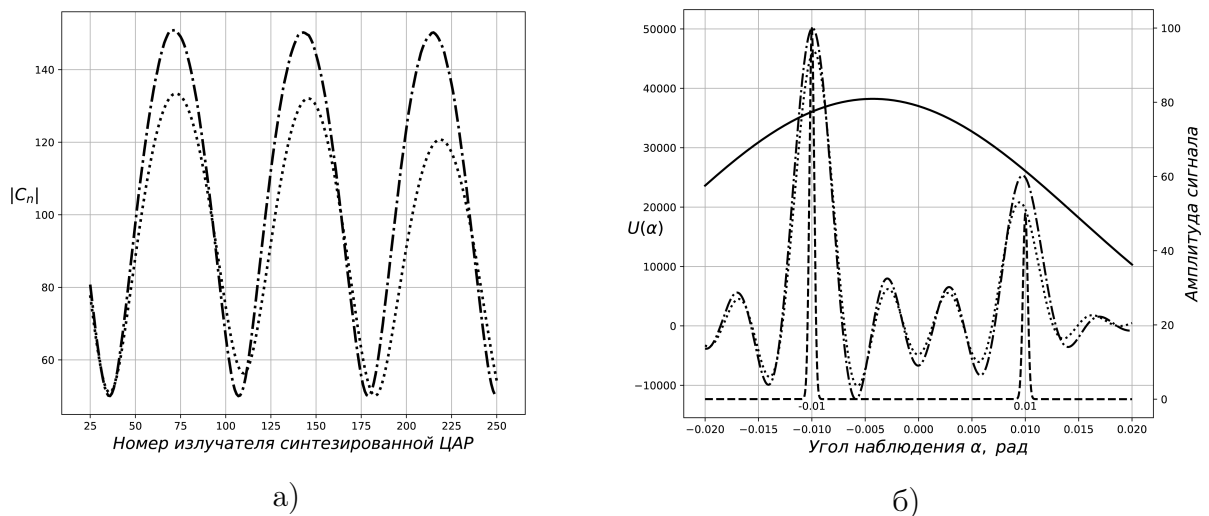 140
120
100
80
60
|Cₙ|
25 50 75 100 125 150 175 200 225 250
Номер излучателя синтезированной ЦАР
а)
50000
40000
30000
20000
10000
0
−10000
U(α)
100
80
60
40
20
0
Амплитуда сигнала
-0.01 0.01
−0.020 −0.015 −0.010 −0.005 0.000 0.005 0.010 0.015 0.020
Угол наблюдения α, рад
б)